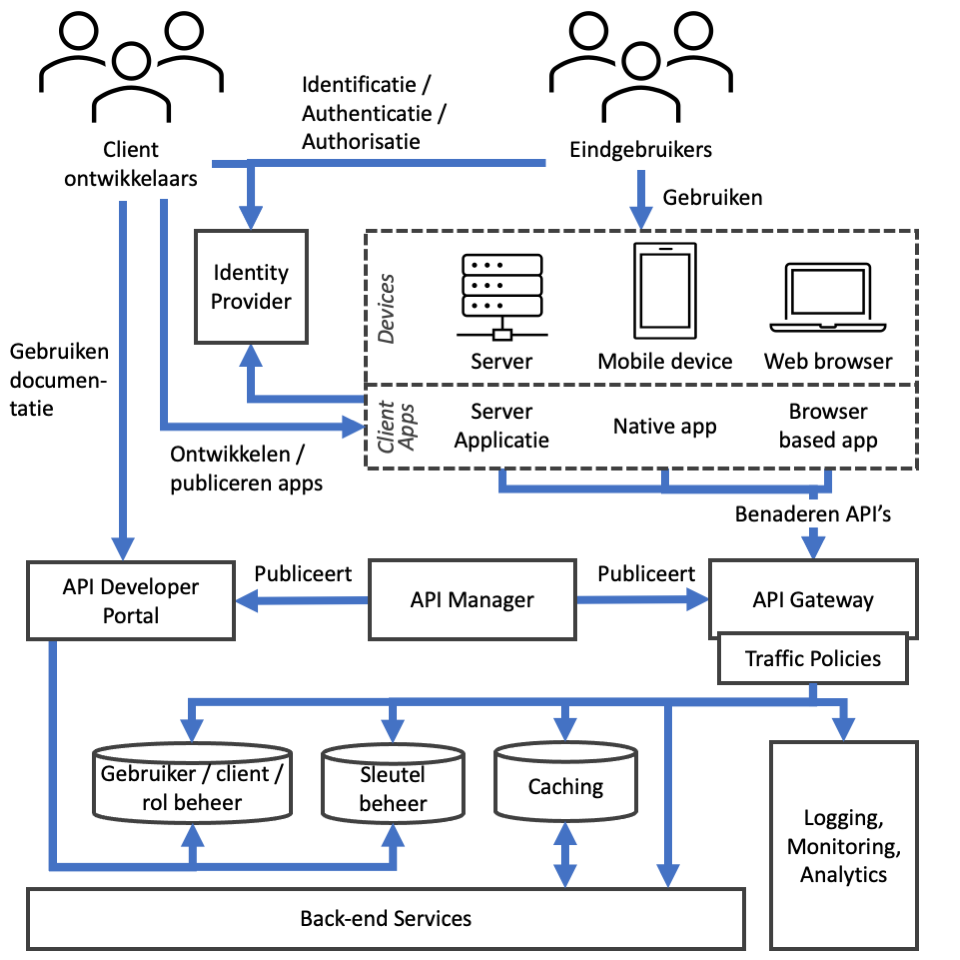 Identificatie /
Authenticatie /
Authorisatie
Client
ontwikkelaars
Eindgebruikers
Gebruiken
Identity
Provider
Devices
Server
Mobile device
Web browser
Gebruiken
documen-
tatie
Client
Apps
Server
Applicatie
Native app
Browser
based app
Ontwikkelen /
publiceren apps
Benaderen API’s
API Developer
Portal
Publiceert
API Manager
Publiceert
API Gateway
Traffic Policies
Gebruiker / client /
rol beheer
Sleutel
beheer
Caching
Logging,
Monitoring,
Analytics
Back-end Services